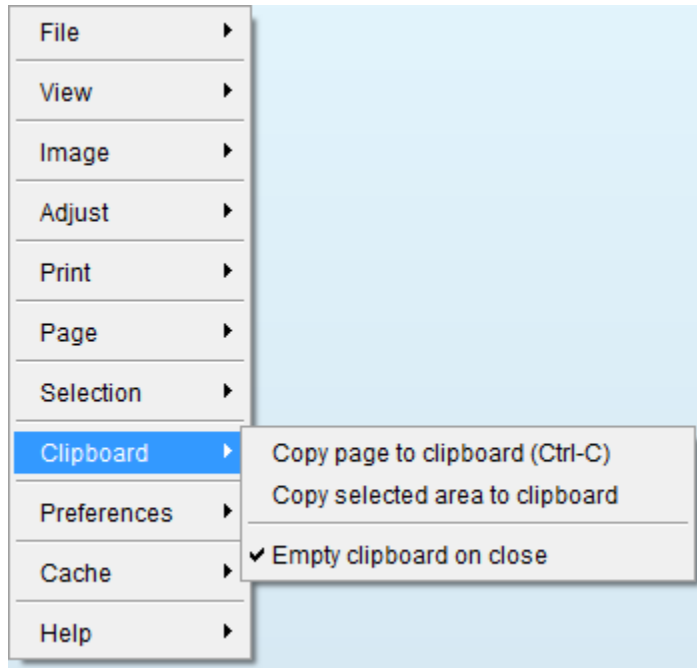 File
View
Image
Adjust
Print
Page
Selection
Clipboard
Copy page to clipboard (Ctrl-C)
Copy selected area to clipboard
Empty clipboard on close
Preferences
Cache
Help